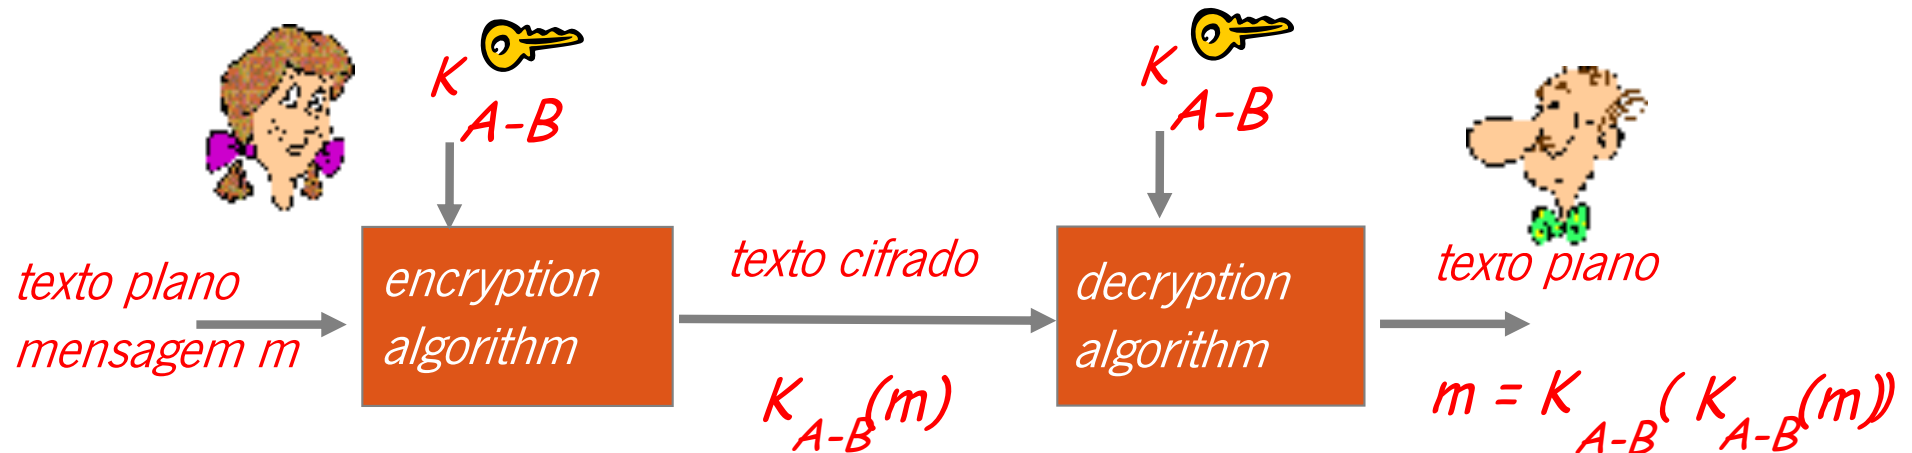 K
A-B
K
A-B
texto plano
mensagem m
encryption
algorithm
texto cifrado
K A-B (m)
decryption
algorithm
texto plano
m = K A-B ( K A-B (m))